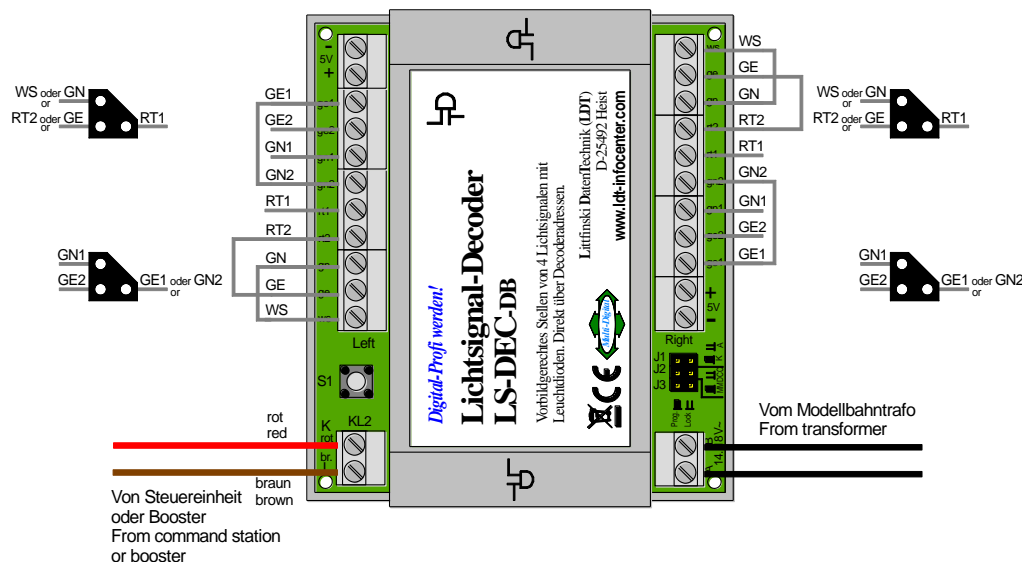 -
5V
+
GE1
GE2
GN1
GN2
RT1
RT2
GN
GE
WS
Left
S1
K
rot
br.
KL2
rot
red
braun
brown
Von Steuereinheit
oder Booster
From command station
or booster
WS oder GN
or
RT2 oder GE
or
RT1
GN1
GE2
GE1 oder GN2
or
Digital-Profi werden!
Lichtsignal-Decoder
LS-DEC-DB
Vorbildgerechtes Stellen von 4 Lichtsignalen mit
Leuchtdioden. Direkt über Decoderadressen.
Littfinski DatenTechnik (LDT)
D-25492 Heist
www.ldt-infocenter.com
Multi-Digital
CE
WS
GE
GN
RT2
RT1
GN2
GN1
GE2
GE1
+
5V
-
Right
J1
J2
J3
K A
Prog.
Lock
B
A
Vom Modellbahntrafo
From transformer
WS oder GN
or
RT2 oder GE
or
RT1
GN1
GE2
GE1 oder GN2
or